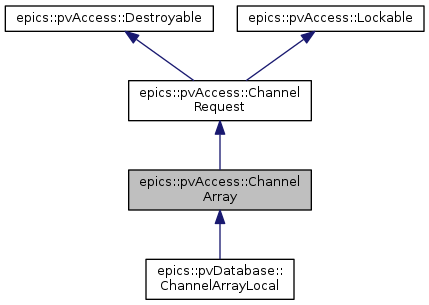 epics::pvAccess::Destroyable
epics::pvAccess::Lockable
epics::pvAccess::Channel
Request
epics::pvAccess::Channel
Array
epics::pvDatabase::
ChannelArrayLocal